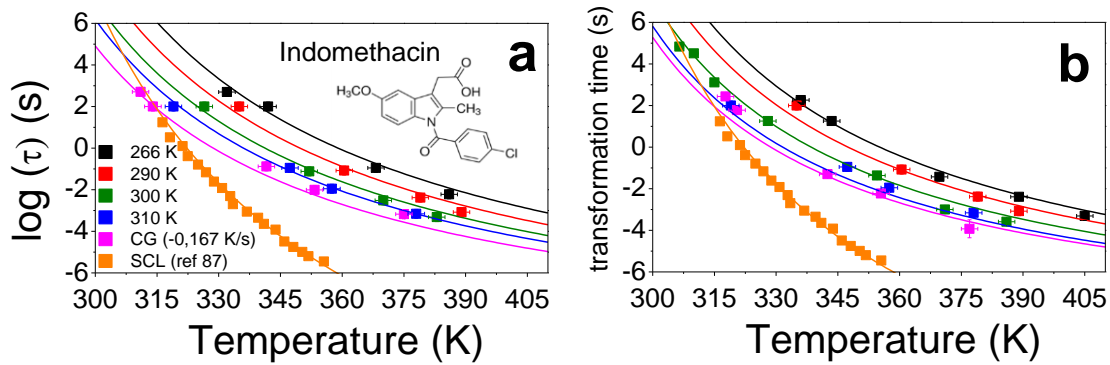 a
Indomethacin
O
OH
H₃CO
CH₃
N
O
Cl
log (τ) (s)
6
4
2
0
-2
-4
-6
266 K
290 K
300 K
310 K
CG (-0,167 K/s)
SCL (ref 87)
300 315 330 345 360 375 390 405
Temperature (K)
b
transformation time (s)
6
4
2
0
-2
-4
-6
300 315 330 345 360 375 390 405
Temperature (K)